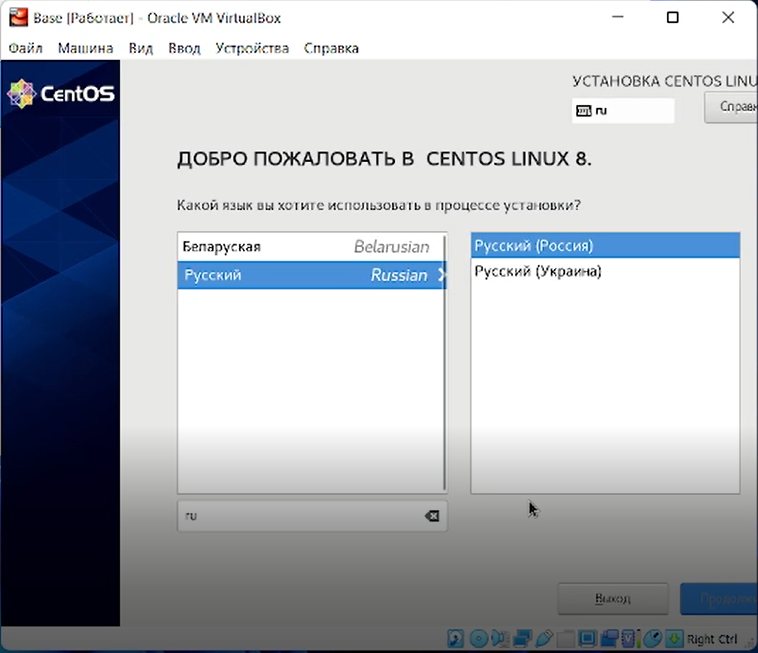 Base [Работает] - Oracle VM VirtualBox
Файл Машина Вид Ввод Устройства Справка
CentOS
УСТАНОВКА CENTOS LINU
ru
Справк
ДОБРО ПОЖАЛОВАТЬ В CENTOS LINUX 8.
Какой язык вы хотите использовать в процессе установки?
Беларуская Belarusian
Русский Russian
Русский (Россия)
Русский (Украина)
ru
Выход
Продолж
Right Ctrl